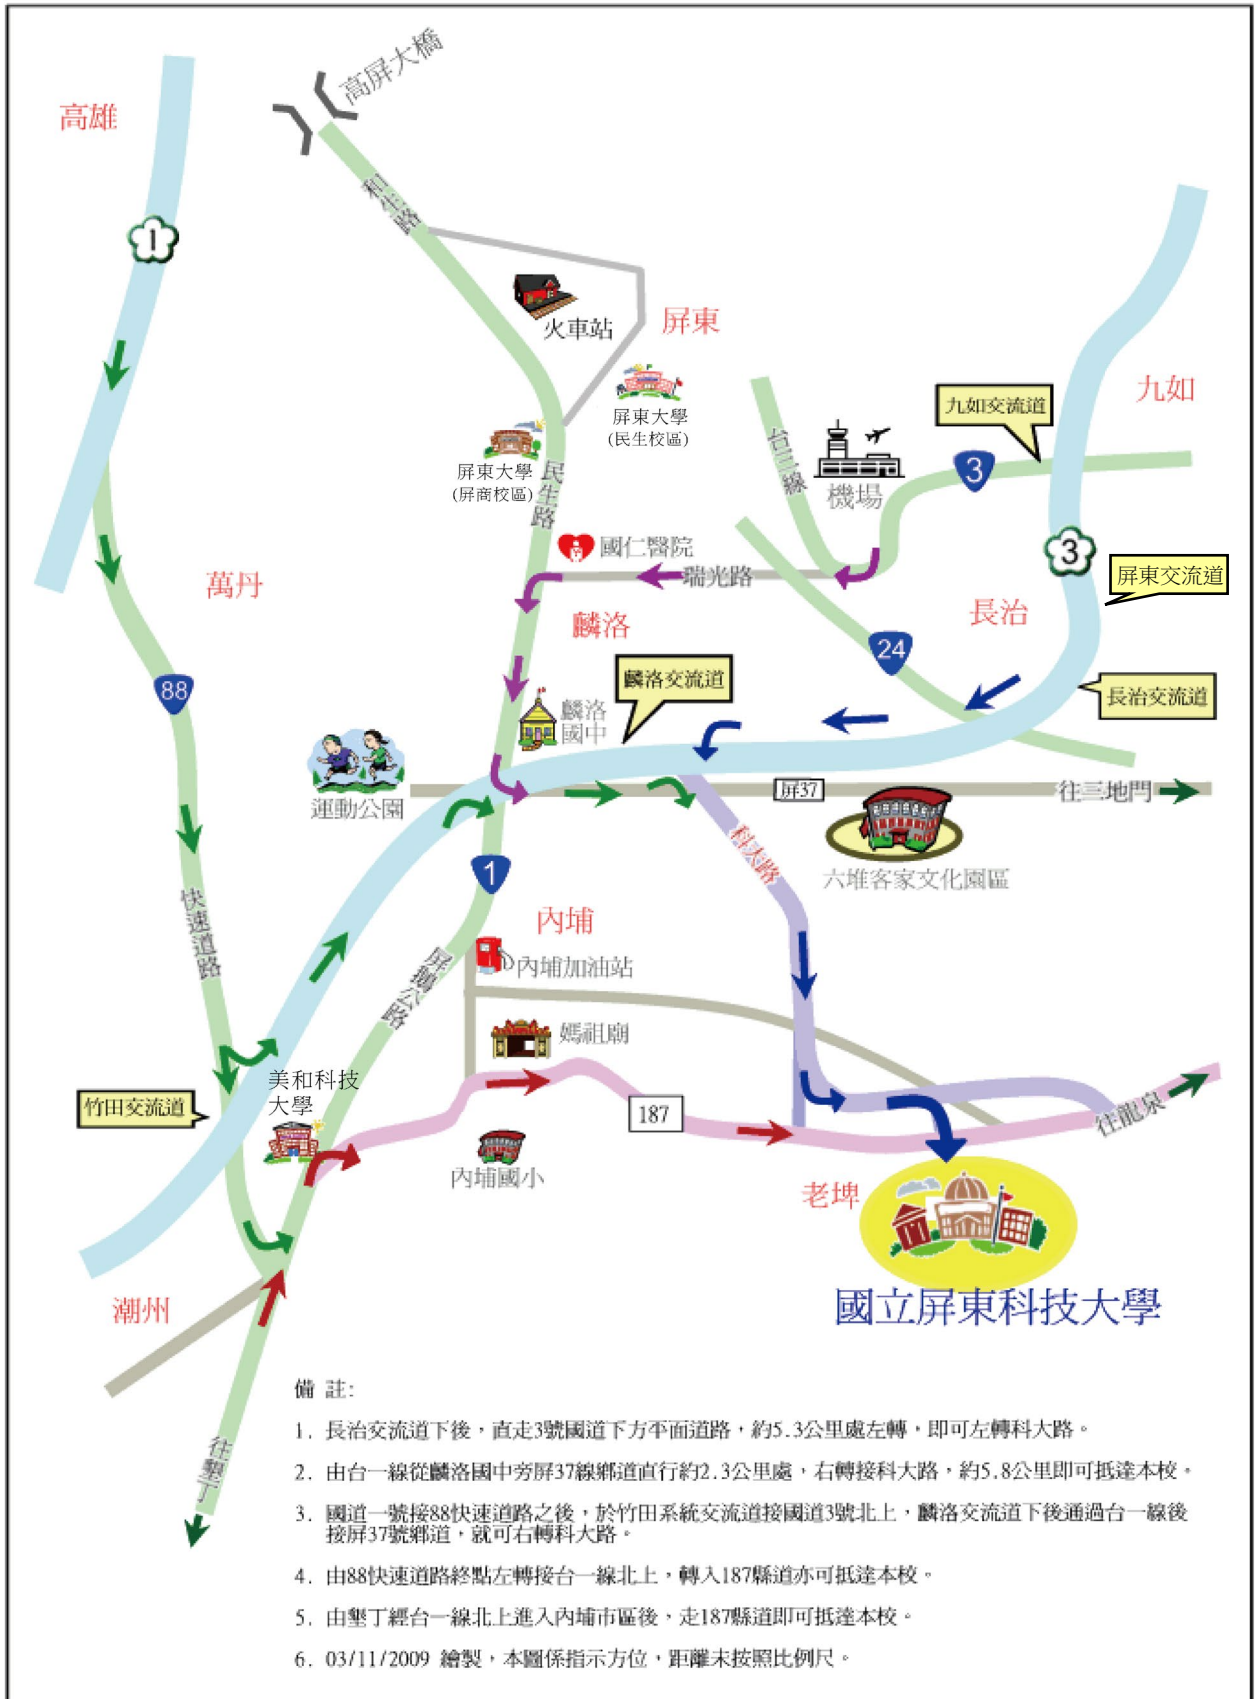 高屏大橋
高雄
和生路
1
火車站
屏東
九如
九如交流道
屏東大學
(民生校區)
台三線
屏東大學
(屏商校區)
民生路
機場
3
國仁醫院
3
瑞光路
屏東交流道
萬丹
麟洛
長治
24
88
麟洛交流道
長治交流道
麟洛
國中
運動公園
屏37
往三地門
科大路
1
六堆客家文化園區
快速道路
內埔
屏鵝公路
內埔加油站
媽祖廟
美和科技
大學
竹田交流道
187
往龍泉
內埔國小
老埤
潮州
國立屏東科技大學
往墾丁
備 註:
1. 長治交流道下後，直走3號國道下方平面道路，約5.3公里處左轉，即可左轉科大路。
2. 由台一線從麟洛國中旁屏37線鄉道直行約2.3公里處，右轉接科大路，約5.8公里即可抵達本校。
3. 國道一號接88快速道路之後，於竹田系統交流道接國道3號北上，麟洛交流道下後通過台一線後
接屏37號鄉道，就可右轉科大路。
4. 由88快速道路終點左轉接台一線北上，轉入187縣道亦可抵達本校。
5. 由墾丁經台一線北上進入內埔市區後、走187縣道即可抵達本校。
6. 03/11/2009 繪製，本圖係指示方位，距離未按照比例尺。